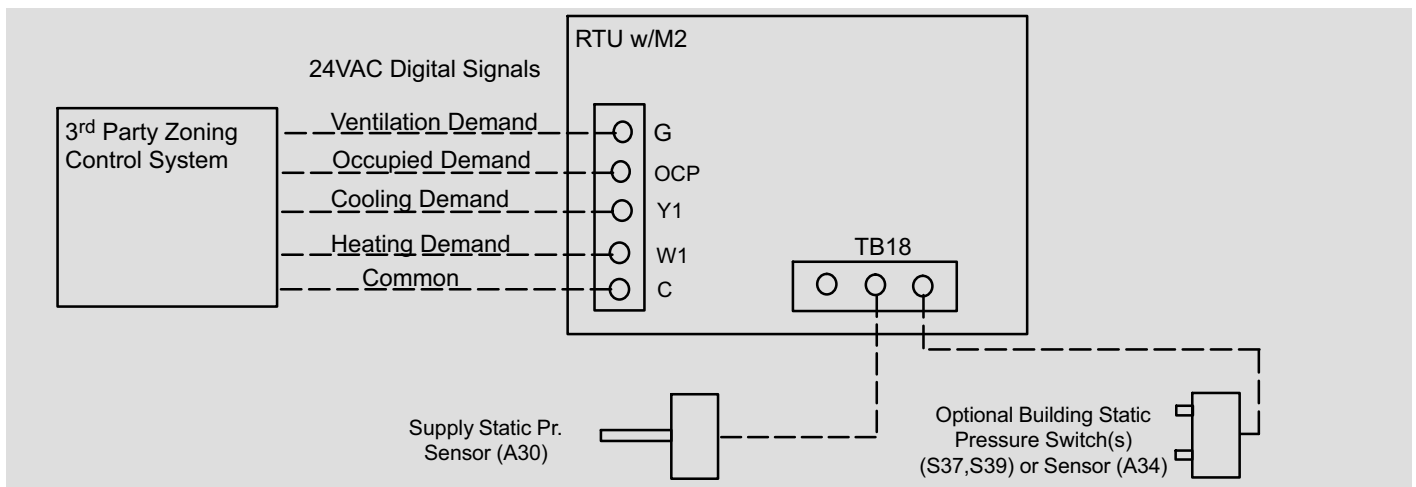 RTU w/M2
24VAC Digital Signals
3rd Party Zoning
Control System
Ventilation Demand
G
Occupied Demand
OCP
Cooling Demand
Y1
Heating Demand
W1
Common
C
TB18
Supply Static Pr.
Sensor (A30)
Optional Building Static
Pressure Switch(s)
(S37,S39) or Sensor (A34)